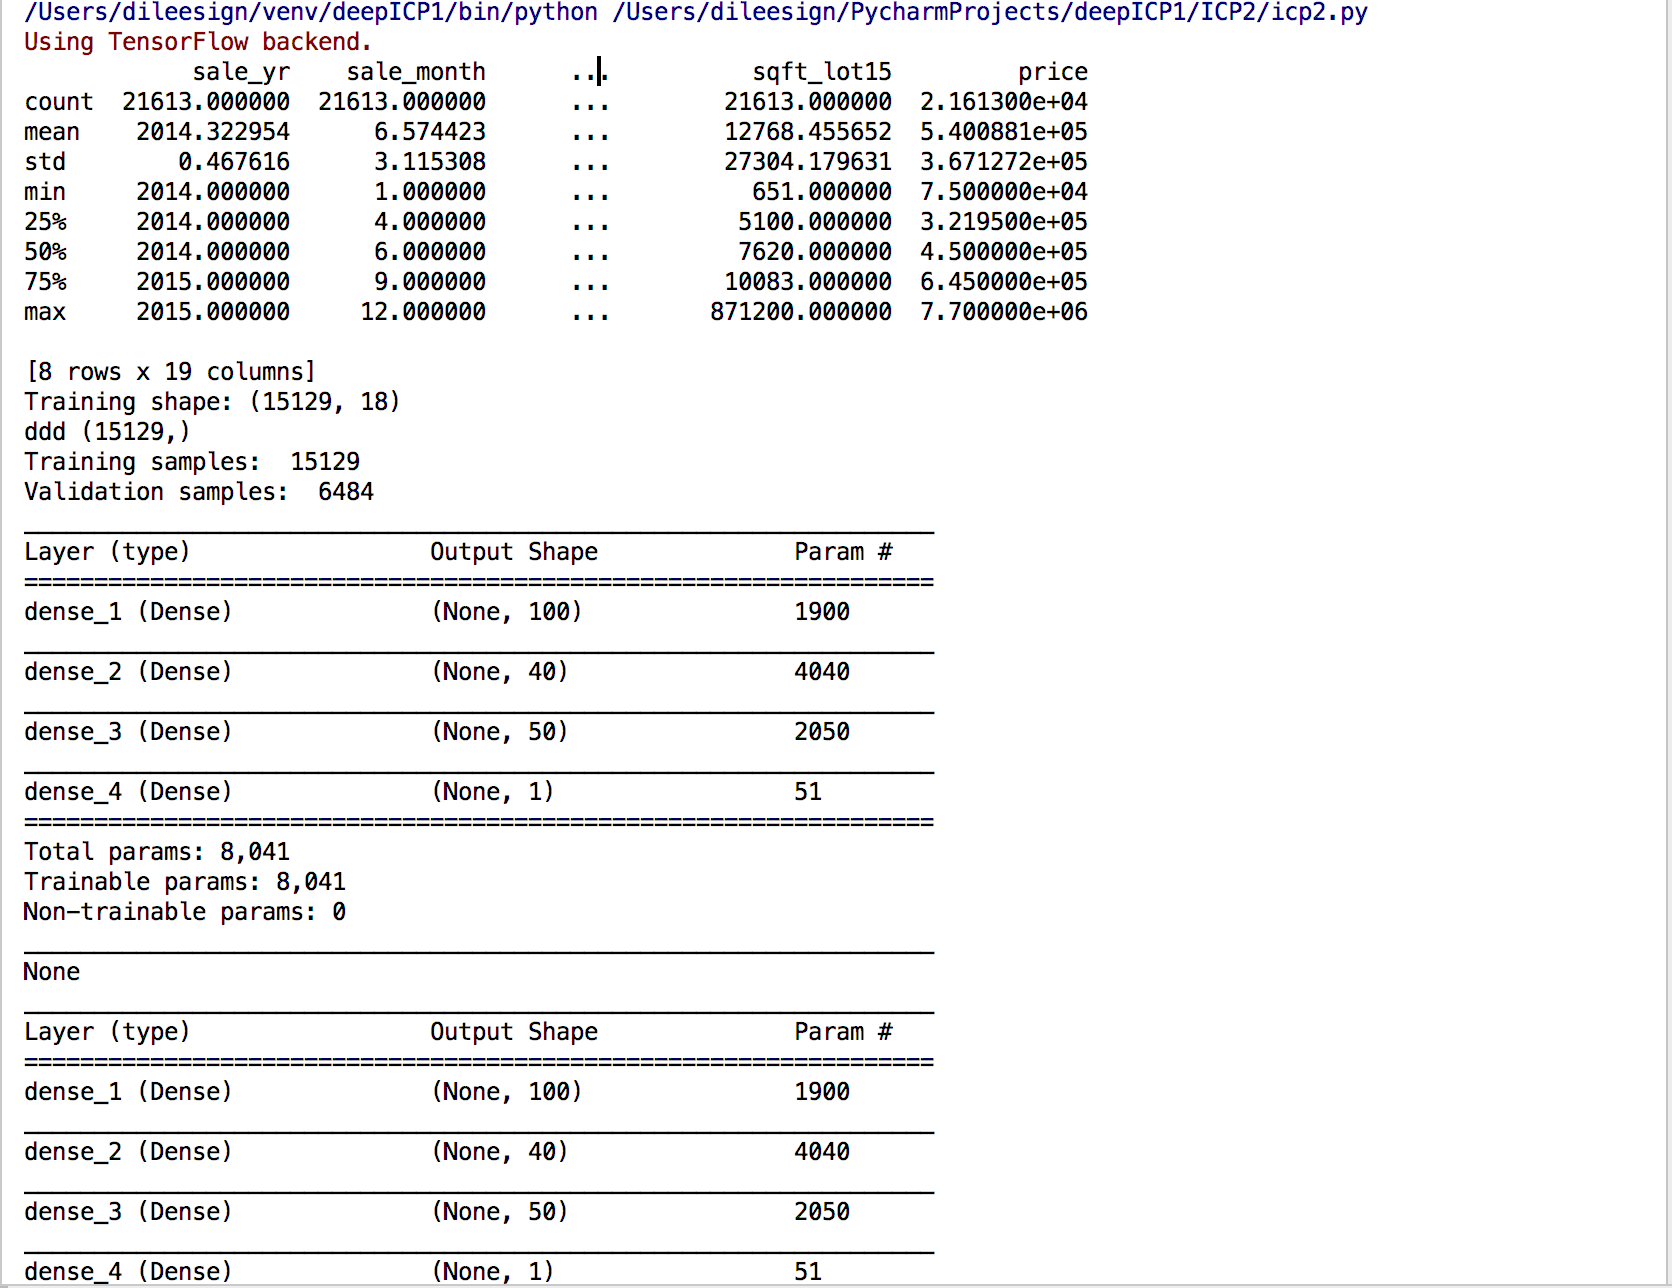 /Users/dileesign/venv/deepICP1/bin/python /Users/dileesign/PycharmProjects/deepICP1/ICP2/icp2.py
Using TensorFlow backend.
            sale_yr    sale_month      ...          sqft_lot15         price
count  21613.000000  21613.000000      ...        21613.000000  2.161300e+04
mean    2014.322954      6.574423      ...        12768.455652  5.400881e+05
std        0.467616      3.115308      ...        27304.179631  3.671272e+05
min     2014.000000      1.000000      ...          651.000000  7.500000e+04
25%     2014.000000      4.000000      ...         5100.000000  3.219500e+05
50%     2014.000000      6.000000      ...         7620.000000  4.500000e+05
75%     2015.000000      9.000000      ...        10083.000000  6.450000e+05
max     2015.000000     12.000000      ...       871200.000000  7.700000e+06
[8 rows x 19 columns]
Training shape: (15129, 18)
ddd (15129,)
Training samples:  15129
Validation samples:  6484
_________________________________________________________________
Layer (type)                 Output Shape              Param #
=================================================================
dense_1 (Dense)              (None, 100)               1900
_________________________________________________________________
dense_2 (Dense)              (None, 40)                4040
_________________________________________________________________
dense_3 (Dense)              (None, 50)                2050
_________________________________________________________________
dense_4 (Dense)              (None, 1)                 51
=================================================================
Total params: 8,041
Trainable params: 8,041
Non-trainable params: 0
_________________________________________________________________
None
_________________________________________________________________
Layer (type)                 Output Shape              Param #
=================================================================
dense_1 (Dense)              (None, 100)               1900
_________________________________________________________________
dense_2 (Dense)              (None, 40)                4040
_________________________________________________________________
dense_3 (Dense)              (None, 50)                2050
_________________________________________________________________
dense_4 (Dense)              (None, 1)                 51